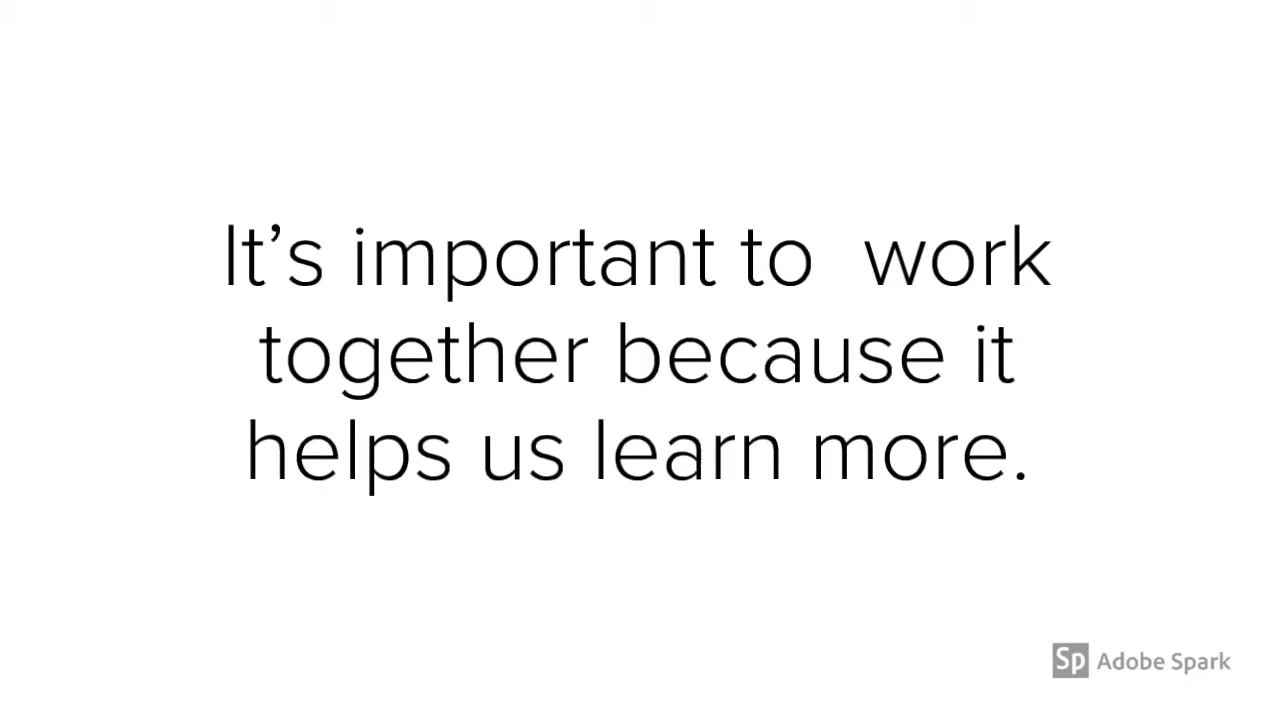 It’s important to  work
together because it
helps us learn more.
Sp Adobe Spark